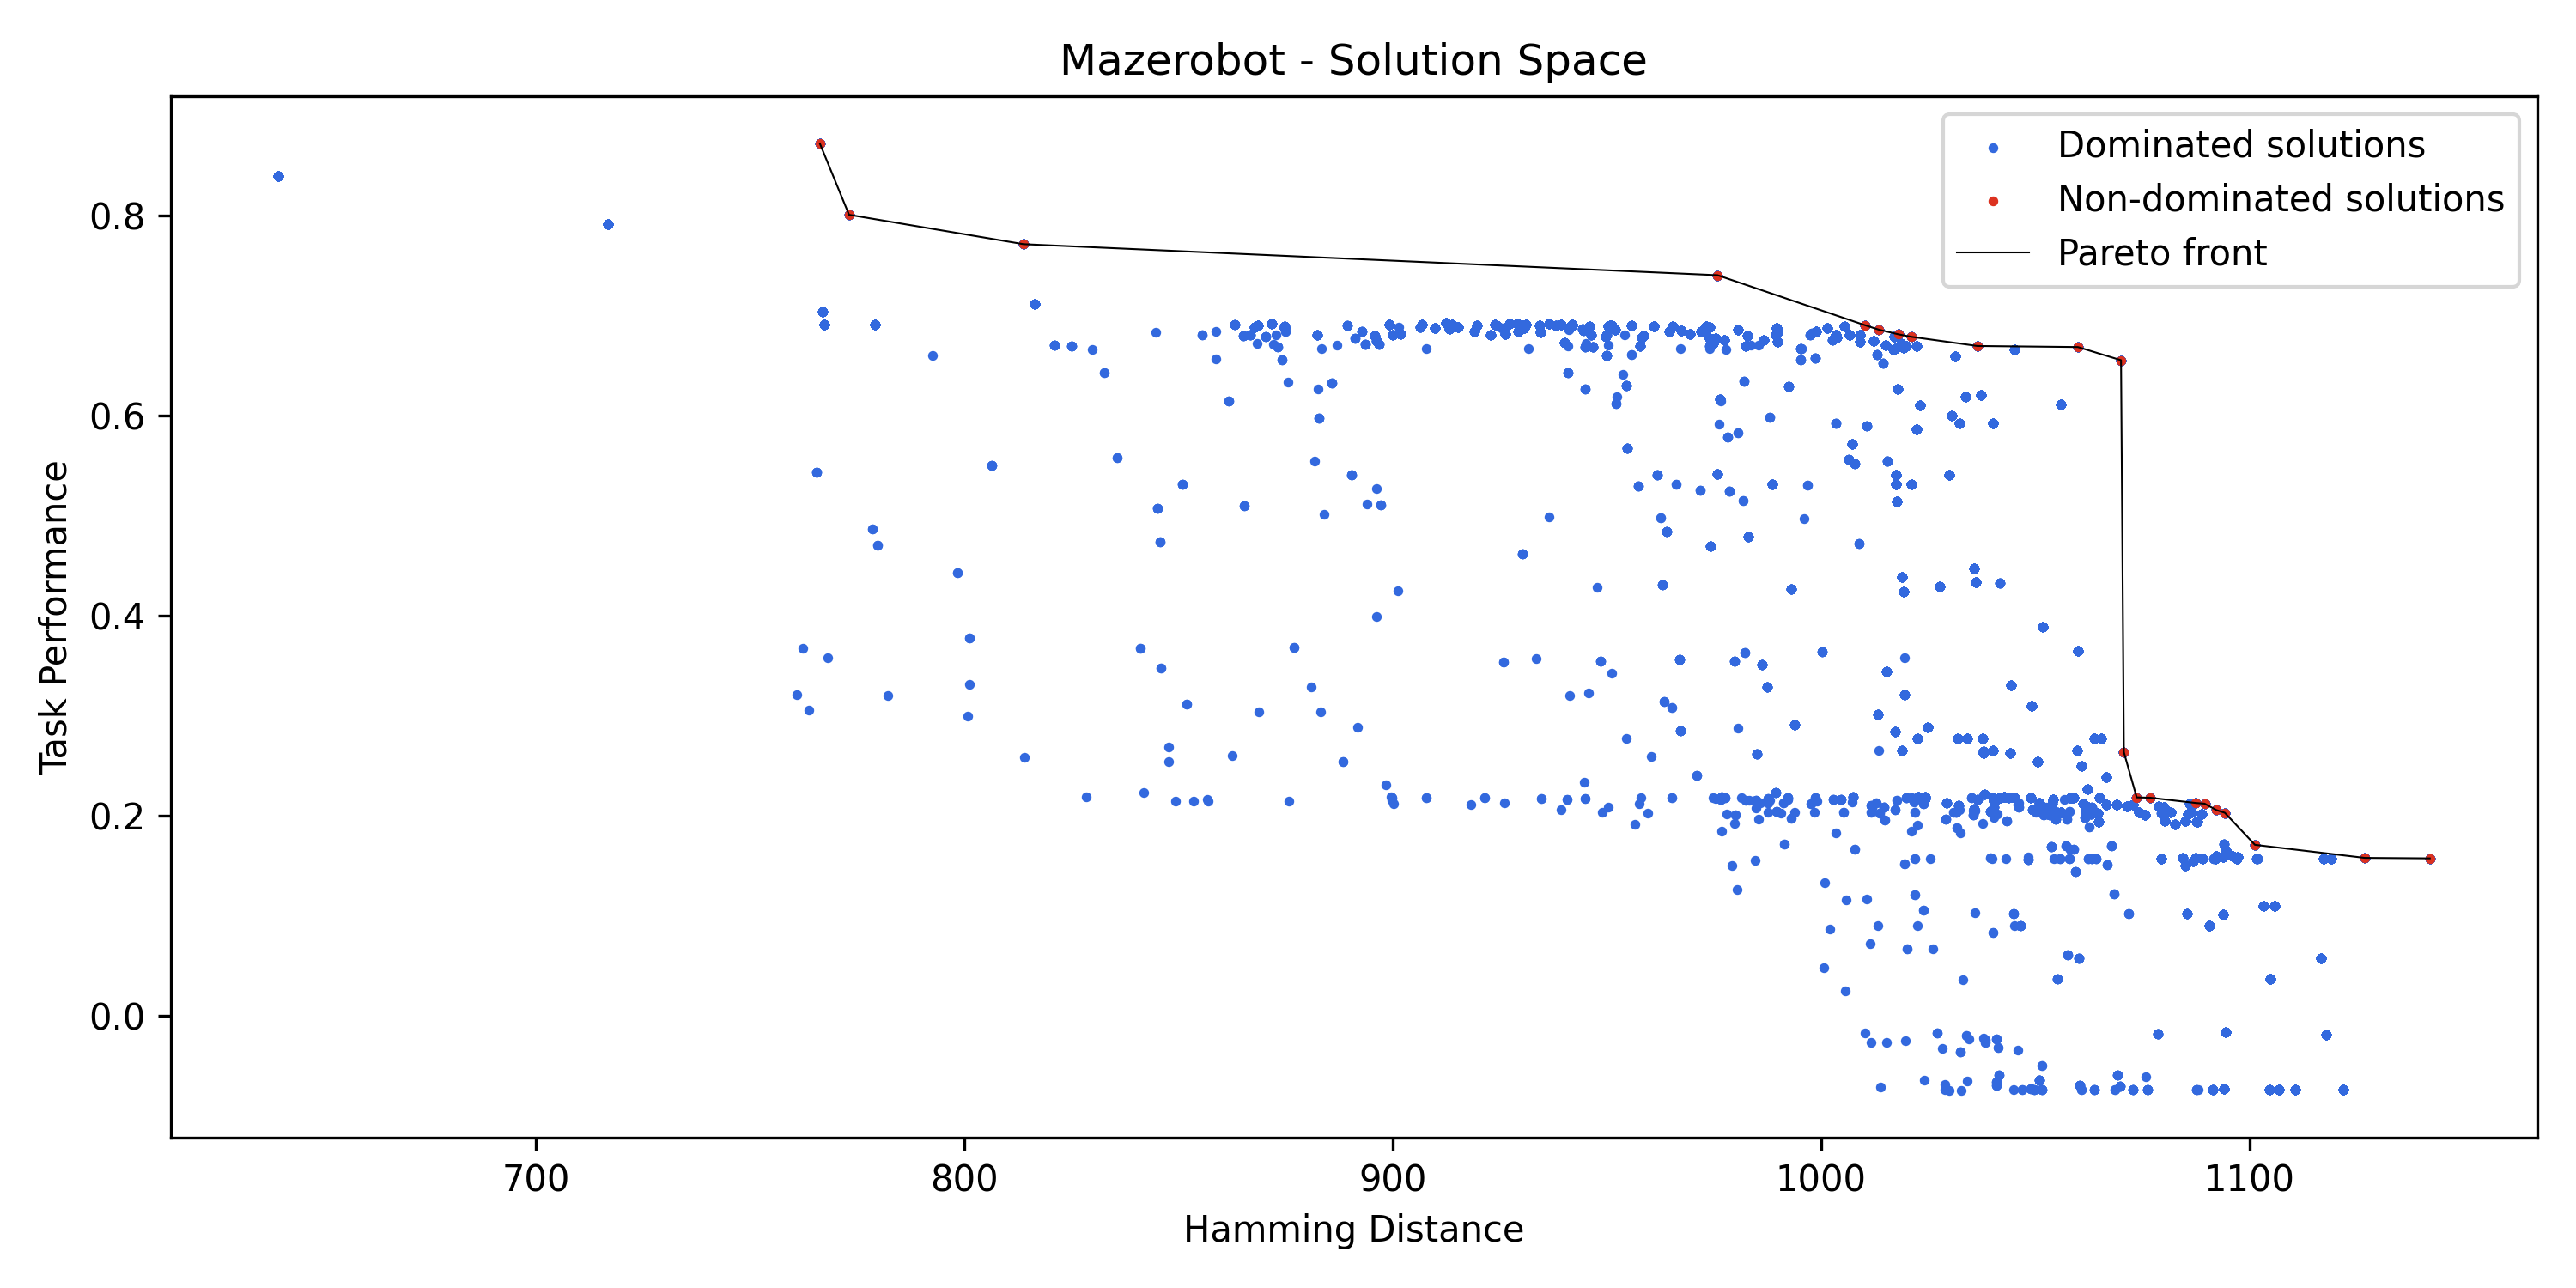 Mazerobot - Solution Space
Dominated solutions
Non-dominated solutions
Pareto front
Task Performance
0.8
0.6
0.4
0.2
0.0
700 800 900 1000 1100
Hamming Distance